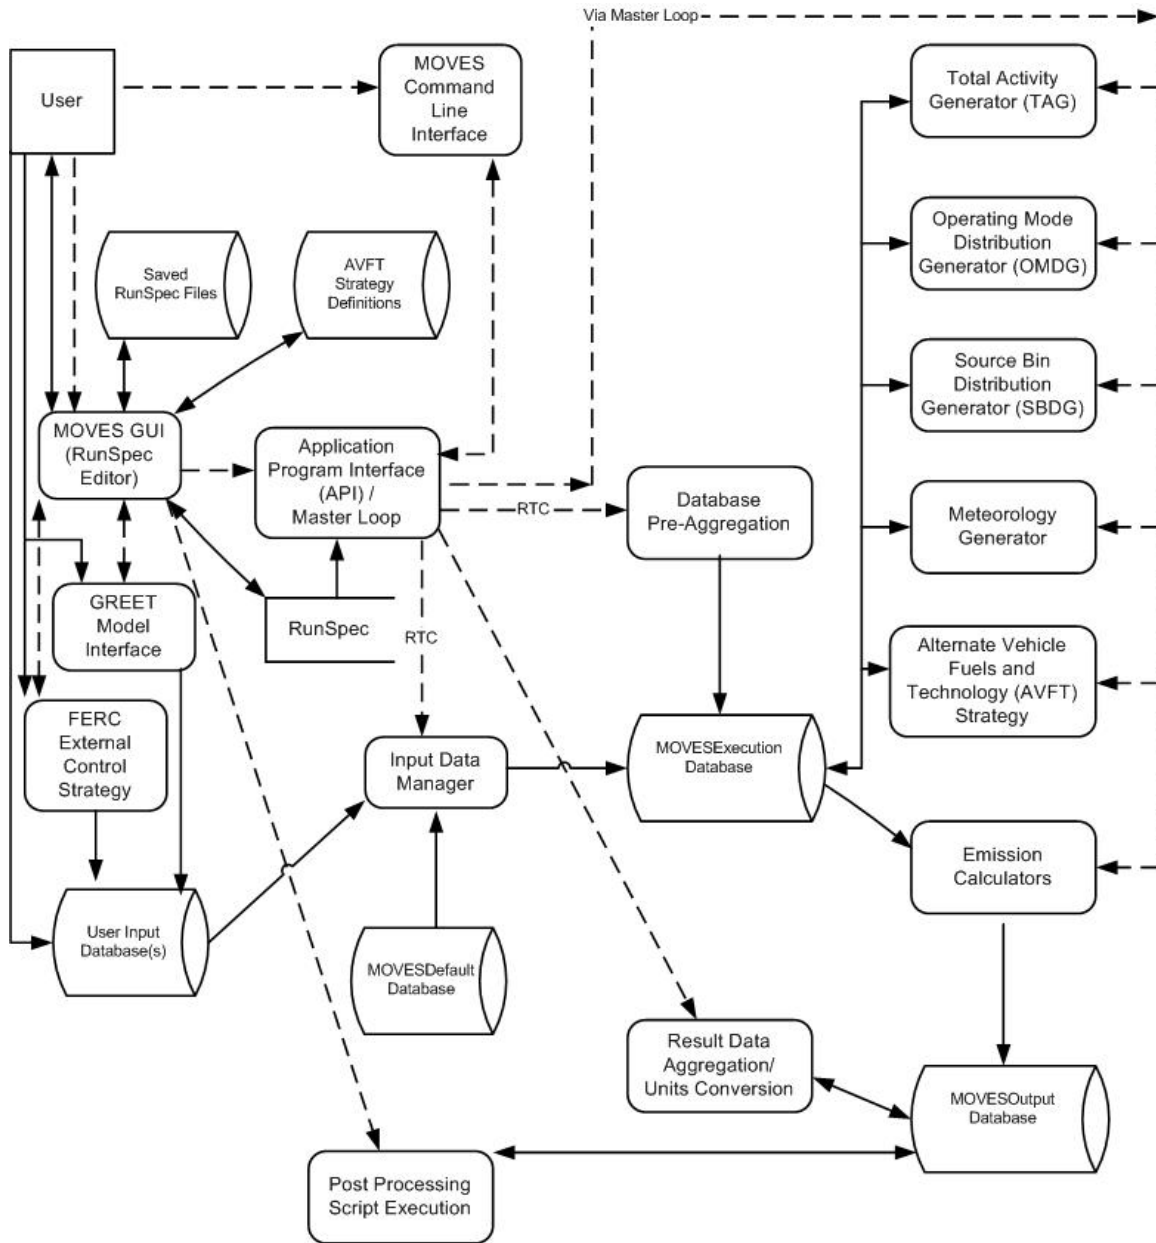 Via Master Loop
User
MOVES
Command
Line
Interface
Total Activity
Generator (TAG)
Saved
RunSpec Files
AVFT
Strategy
Definitions
Operating Mode
Distribution
Generator (OMDG)
Source Bin
Distribution
Generator (SBDG)
MOVES GUI
(RunSpec
Editor)
Application
Program Interface
(API) /
Master Loop
RTC
Database
Pre-Aggregation
Meteorology
Generator
GREET
Model
Interface
RunSpec
RTC
Alternate Vehicle
Fuels and
Technology (AVFT)
Strategy
FERC
External
Control
Strategy
Input Data
Manager
MOVESExecution
Database
Emission
Calculators
User Input
Database(s)
MOVESDefault
Database
Result Data
Aggregation/
Units Conversion
MOVESOutput
Database
Post Processing
Script Execution